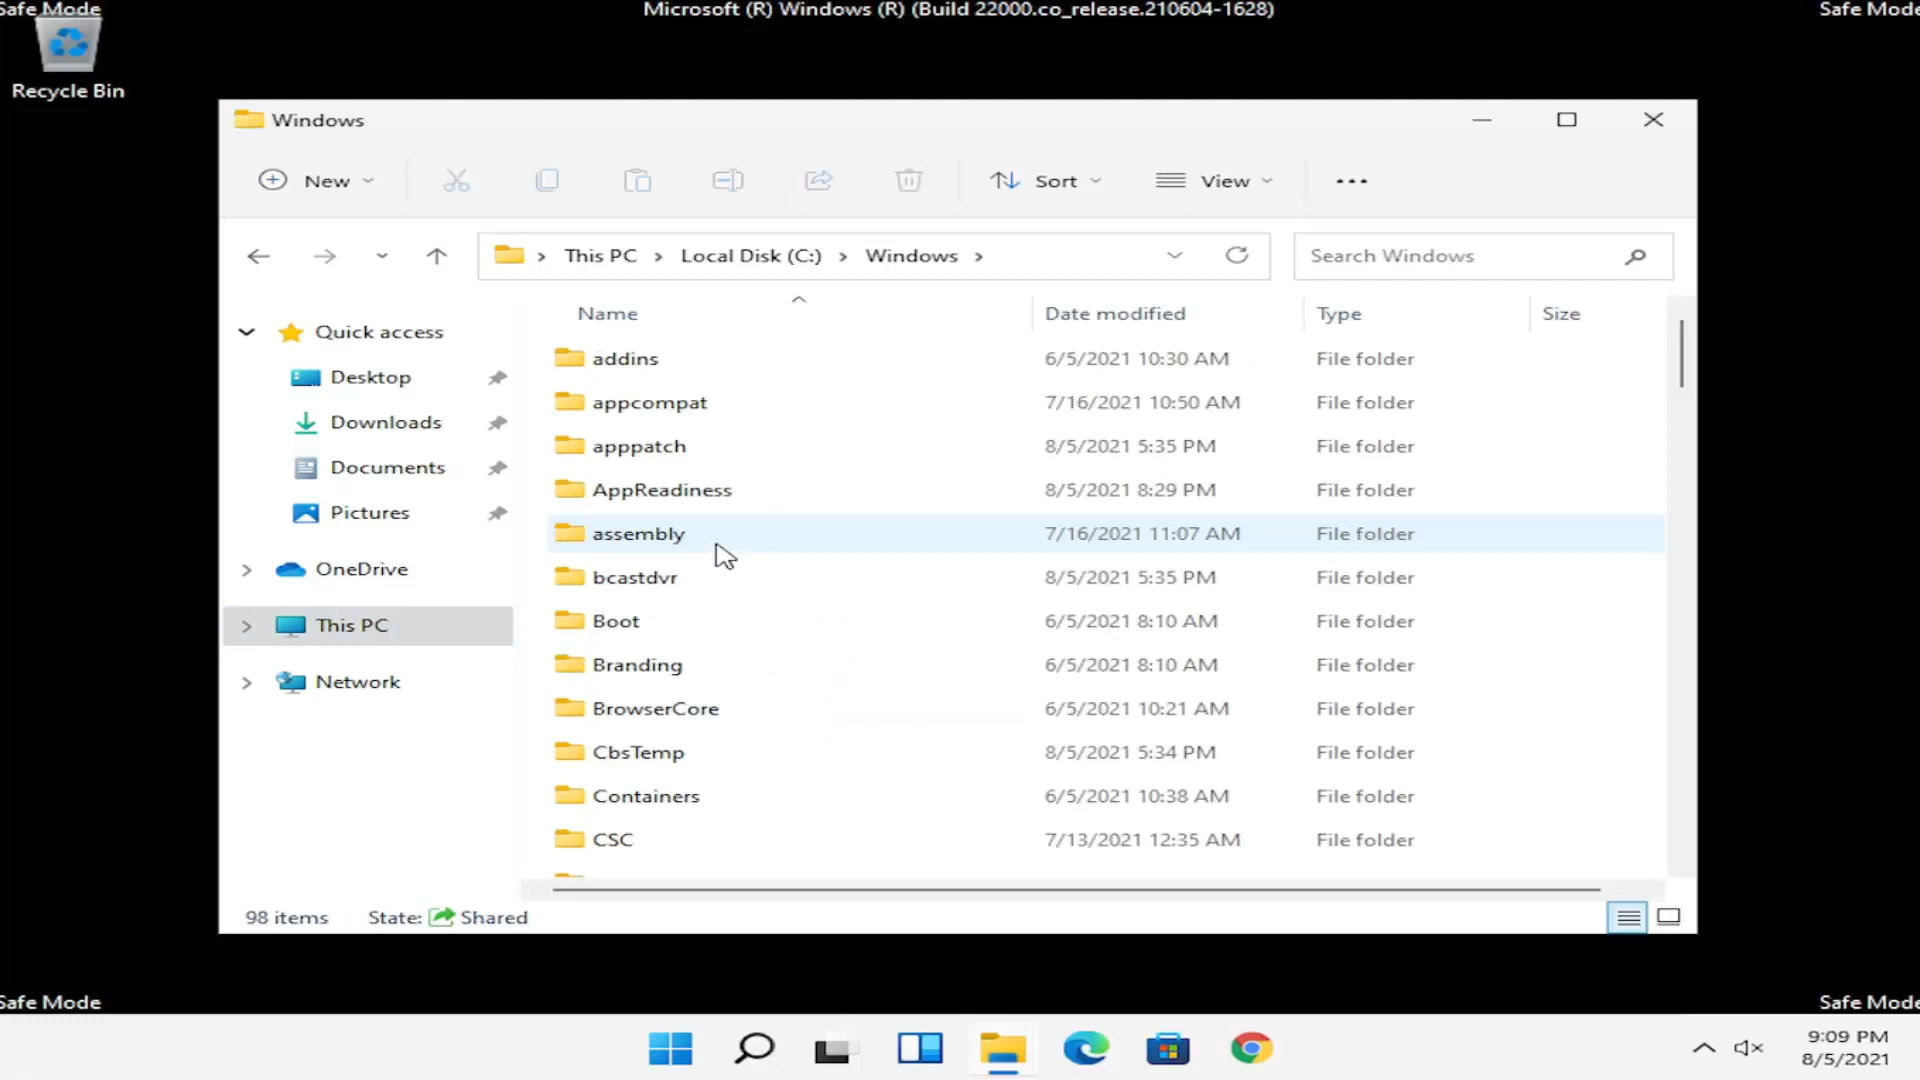 Safe Mode
Microsoft (R) Windows (R) (Build 22000.co_release.210604-1628)
Safe Mode
Recycle Bin
Windows
New
Sort
View
This PC > Local Disk (C:) > Windows >
Search Windows
Name
Date modified
Type
Size
Quick access
Desktop
Downloads
Documents
Pictures
OneDrive
This PC
Network
addins 6/5/2021 10:30 AM File folder
appcompat 7/16/2021 10:50 AM File folder
apppatch 8/5/2021 5:35 PM File folder
AppReadiness 8/5/2021 8:29 PM File folder
assembly 7/16/2021 11:07 AM File folder
bcastdvr 8/5/2021 5:35 PM File folder
Boot 6/5/2021 8:10 AM File folder
Branding 6/5/2021 8:10 AM File folder
BrowserCore 6/5/2021 10:21 AM File folder
CbsTemp 8/5/2021 5:34 PM File folder
Containers 6/5/2021 10:38 AM File folder
CSC 7/13/2021 12:35 AM File folder
98 items
State: Shared
Safe Mode
Safe Mode
9:09 PM
8/5/2021